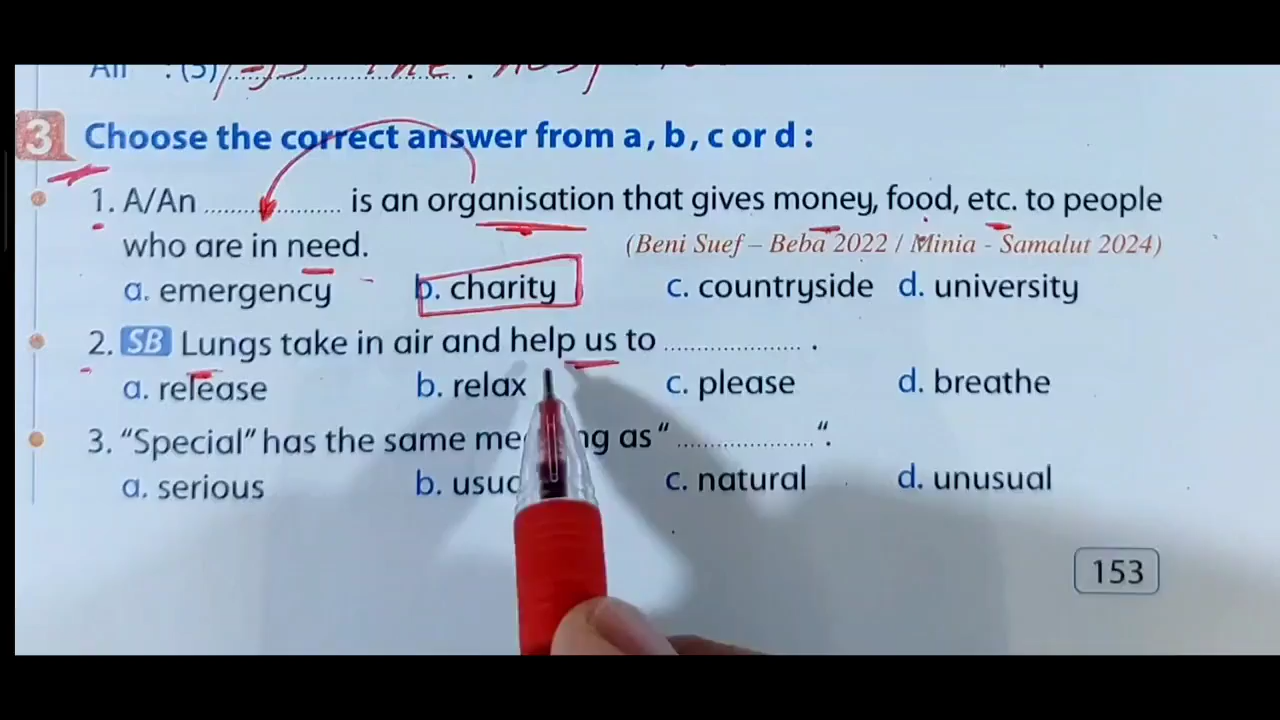 All : (5)
3 Choose the correct answer from a, b, c or d :
1. A/An .................... is an organisation that gives money, food, etc. to people
who are in need. (Beni Suef – Beba 2022 / Minia - Samalut 2024)
a. emergency b. charity c. countryside d. university
2. SB Lungs take in air and help us to .................... .
a. release b. relax c. please d. breathe
3. “Special” has the same as “....................“.
a. serious c. natural d. unusual
153